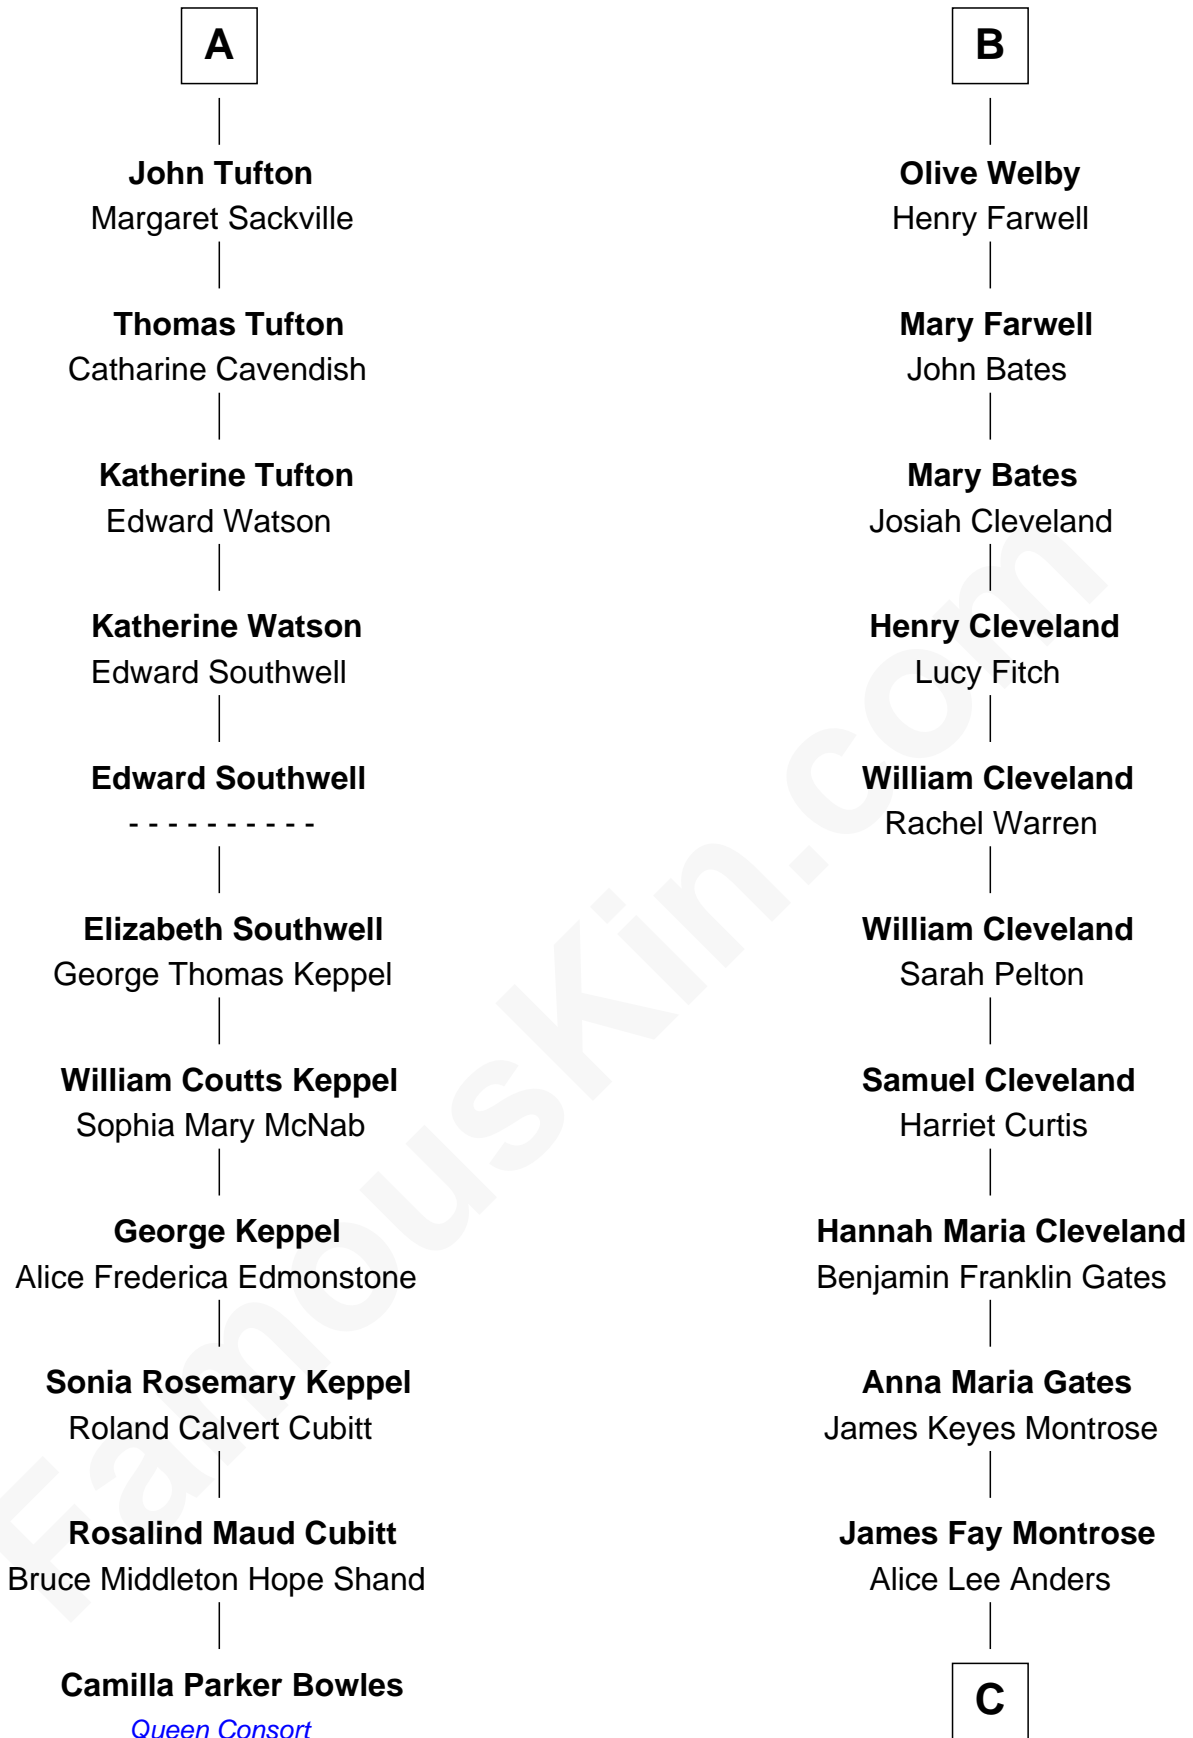 A
John Tufton
Margaret Sackville
Thomas Tufton
Catharine Cavendish
Katherine Tufton
Edward Watson
Katherine Watson
Edward Southwell
Edward Southwell
- - - - - - - - - -
Elizabeth Southwell
George Thomas Keppel
William Coutts Keppel
Sophia Mary McNab
George Keppel
Alice Frederica Edmonstone
Sonia Rosemary Keppel
Roland Calvert Cubitt
Rosalind Maud Cubitt
Bruce Middleton Hope Shand
Camilla Parker Bowles
Queen Consort
B
Olive Welby
Henry Farwell
Mary Farwell
John Bates
Mary Bates
Josiah Cleveland
Henry Cleveland
Lucy Fitch
William Cleveland
Rachel Warren
William Cleveland
Sarah Pelton
Samuel Cleveland
Harriet Curtis
Hannah Maria Cleveland
Benjamin Franklin Gates
Anna Maria Gates
James Keyes Montrose
James Fay Montrose
Alice Lee Anders
C
FamousKin.com